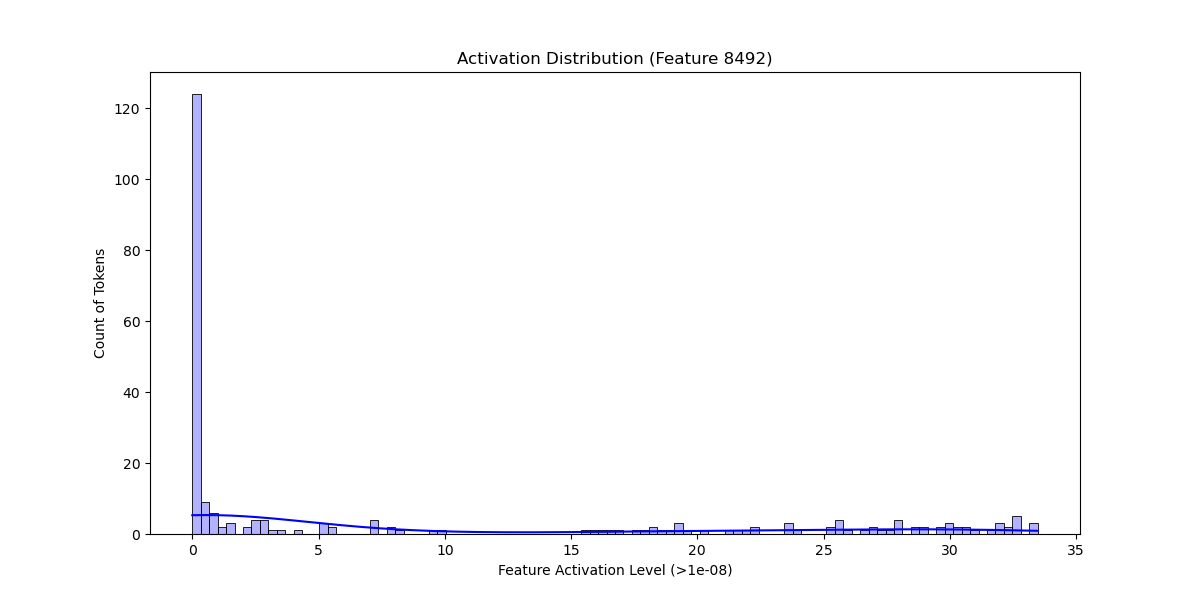 Activation Distribution (Feature 8492)
Count of Tokens
120
100
80
60
40
20
0
0 5 10 15 20 25 30 35
Feature Activation Level (>1e-08)